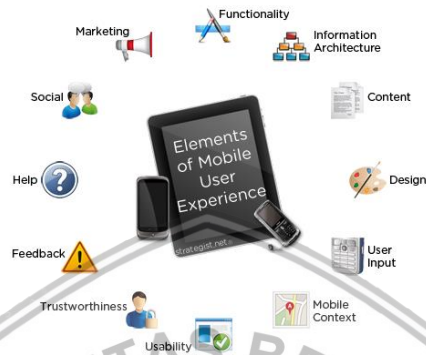 Functionality
Marketing
Information
Architecture
Social
Content
Elements
of Mobile
User
Experience
Help
Design
strategist.net
Feedback
User
Input
Trustworthiness
Mobile
Context
Usability